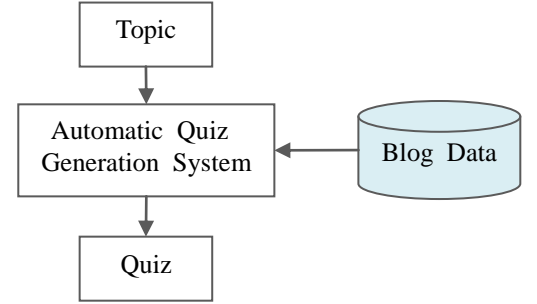 Topic
Automatic Quiz
Generation System
Blog Data
Quiz